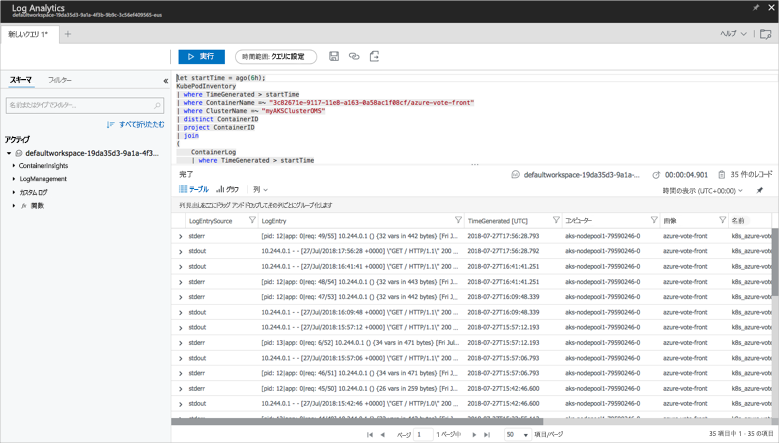 Log Analytics
defaultworkspace-19da35d3-9a1a-4f3b-9b9c-3c56ef409565-eus
新しいクエリ 1*
ヘルプ
実行
時間範囲: クエリに設定
スキーマ フィルター
名前または種類でフィルター...
すべて折りたたむ
アクティブ
defaultworkspace-19da35d3-9a1a-4f3...
ContainerInsights
LogManagement
カスタム ログ
fx 関数
let startTime = ago(6h);
KubePodInventory
| where TimeGenerated > startTime
| where ContainerName =~ "3c82671e-9117-11e8-a163-0a58ac1f08cf/azure-vote-front"
| where ClusterName =~ "myAKSClusterOMS"
| distinct ContainerID
| project ContainerID
| join
(
ContainerLog
| where TimeGenerated > startTime
完了 defaultworkspace-19da35d3-9a1a-... 00:00:04.901 35 件のレコード
テーブル グラフ 列 時間の表示 (UTC+00:00)
列見出しをここにドラッグ アンド ドロップしてその列ごとにグループ化します
LogEntrySource LogEntry TimeGenerated [UTC] コンピューター 画像 名前
stderr [pid: 12|app: 0|req: 49/55] 10.244.0.1 () {32 vars in 442 bytes} [Fri J... 2018-07-27T17:56:28.793 aks-nodepool1-79590246-0 azure-vote-front k8s_azure-vote
stdout 10.244.0.1 - - [27/Jul/2018:17:56:28 +0000] \"GET / HTTP/1.1\" 200 ... 2018-07-27T17:56:28.793 aks-nodepool1-79590246-0 azure-vote-front k8s_azure-vote
stdout 10.244.0.1 - - [27/Jul/2018:16:41:41 +0000] \"GET / HTTP/1.1\" 200 ... 2018-07-27T16:41:41.251 aks-nodepool1-79590246-0 azure-vote-front k8s_azure-vote
stderr [pid: 12|app: 0|req: 48/54] 10.244.0.1 () {32 vars in 443 bytes} [Fri J... 2018-07-27T16:41:41.251 aks-nodepool1-79590246-0 azure-vote-front k8s_azure-vote
stderr [pid: 12|app: 0|req: 47/53] 10.244.0.1 () {32 vars in 442 bytes} [Fri J... 2018-07-27T16:09:48.339 aks-nodepool1-79590246-0 azure-vote-front k8s_azure-vote
stdout 10.244.0.1 - - [27/Jul/2018:16:09:48 +0000] \"GET / HTTP/1.1\" 200 ... 2018-07-27T16:09:48.339 aks-nodepool1-79590246-0 azure-vote-front k8s_azure-vote
stdout 10.244.0.1 - - [27/Jul/2018:15:57:12 +0000] \"GET / HTTP/1.1\" 200 ... 2018-07-27T15:57:12.193 aks-nodepool1-79590246-0 azure-vote-front k8s_azure-vote
stderr [pid: 13|app: 0|req: 6/52] 10.244.0.1 () {34 vars in 471 bytes} [Fri Jul... 2018-07-27T15:57:12.193 aks-nodepool1-79590246-0 azure-vote-front k8s_azure-vote
stdout 10.244.0.1 - - [27/Jul/2018:15:57:06 +0000] \"GET / HTTP/1.1\" 200 ... 2018-07-27T15:57:06.793 aks-nodepool1-79590246-0 azure-vote-front k8s_azure-vote
stderr [pid: 12|app: 0|req: 46/51] 10.244.0.1 () {34 vars in 471 bytes} [Fri J... 2018-07-27T15:57:06.793 aks-nodepool1-79590246-0 azure-vote-front k8s_azure-vote
stderr [pid: 12|app: 0|req: 45/50] 10.244.0.1 () {26 vars in 259 bytes} [Fri J... 2018-07-27T15:42:46.600 aks-nodepool1-79590246-0 azure-vote-front k8s_azure-vote
stdout 10.244.0.1 - - [27/Jul/2018:15:42:46 +0000] \"GET / HTTP/1.0\" 200 ... 2018-07-27T15:42:46.600 aks-nodepool1-79590246-0 azure-vote-front k8s_azure-vote
ページ 1 1 ページ中 50 項目/ページ 35 項目中 1 - 35 の項目